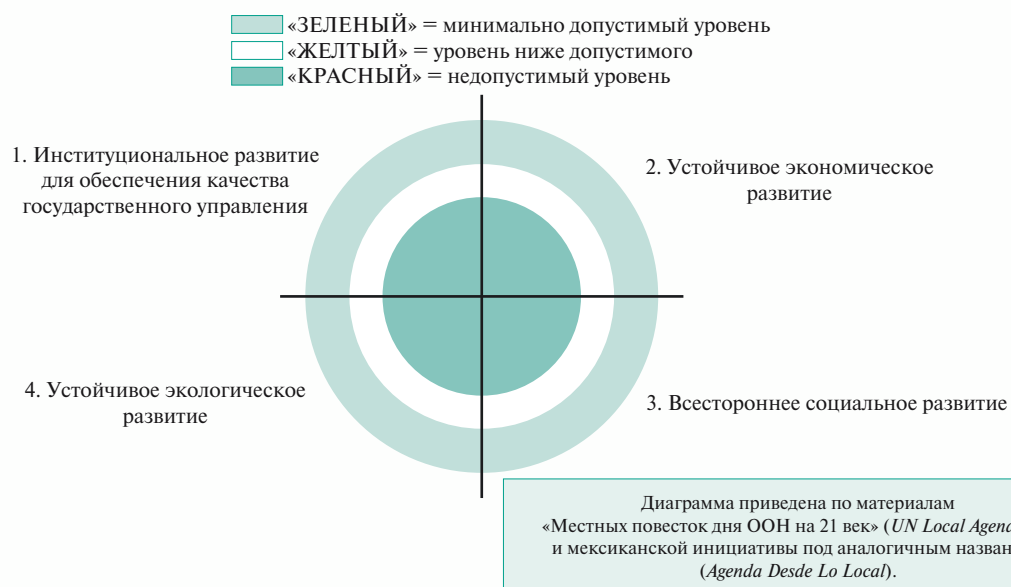 «ЗЕЛЕНЫЙ» = минимально допустимый уровень
«ЖЕЛТЫЙ» = уровень ниже допустимого
«КРАСНЫЙ» = недопустимый уровень
1. Институциональное развитие
для обеспечения качества
государственного управления
2. Устойчивое экономическое
развитие
4. Устойчивое экологическое
развитие
3. Всестороннее социальное развитие
Диаграмма приведена по материалам
«Местных повесток дня ООН на 21 век» (UN Local
и мексиканской инициативы под аналогичным
(Agenda Desde Lo Local).